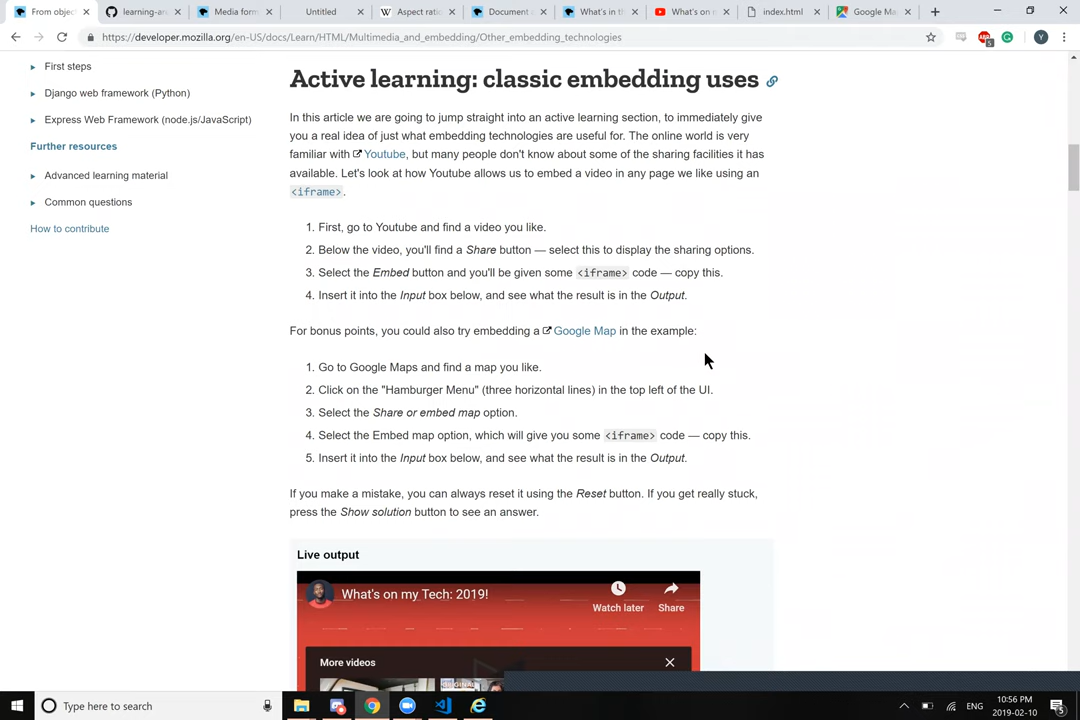 From objec
learning-are
Media form
Untitled
Aspect ratio
Document a
What's in th
What's on m
index.html
Google Ma
https://developer.mozilla.org/en-US/docs/Learn/HTML/Multimedia_and_embedding/Other_embedding_technologies
5
Y
First steps
Django web framework (Python)
Express Web Framework (node.js/JavaScript)
Further resources
Advanced learning material
Common questions
How to contribute
Active learning: classic embedding uses
In this article we are going to jump straight into an active learning section, to immediately give
you a real idea of just what embedding technologies are useful for. The online world is very
familiar with Youtube, but many people don't know about some of the sharing facilities it has
available. Let's look at how Youtube allows us to embed a video in any page we like using an
<iframe>.
1. First, go to Youtube and find a video you like.
2. Below the video, you'll find a Share button — select this to display the sharing options.
3. Select the Embed button and you'll be given some <iframe> code — copy this.
4. Insert it into the Input box below, and see what the result is in the Output.
For bonus points, you could also try embedding a Google Map in the example:
1. Go to Google Maps and find a map you like.
2. Click on the "Hamburger Menu" (three horizontal lines) in the top left of the UI.
3. Select the Share or embed map option.
4. Select the Embed map option, which will give you some <iframe> code — copy this.
5. Insert it into the Input box below, and see what the result is in the Output.
If you make a mistake, you can always reset it using the Reset button. If you get really stuck,
press the Show solution button to see an answer.
Live output
What's on my Tech: 2019!
Watch later
Share
More videos
ORIGINAL
Type here to search
ENG
10:56 PM
2019-02-10
5